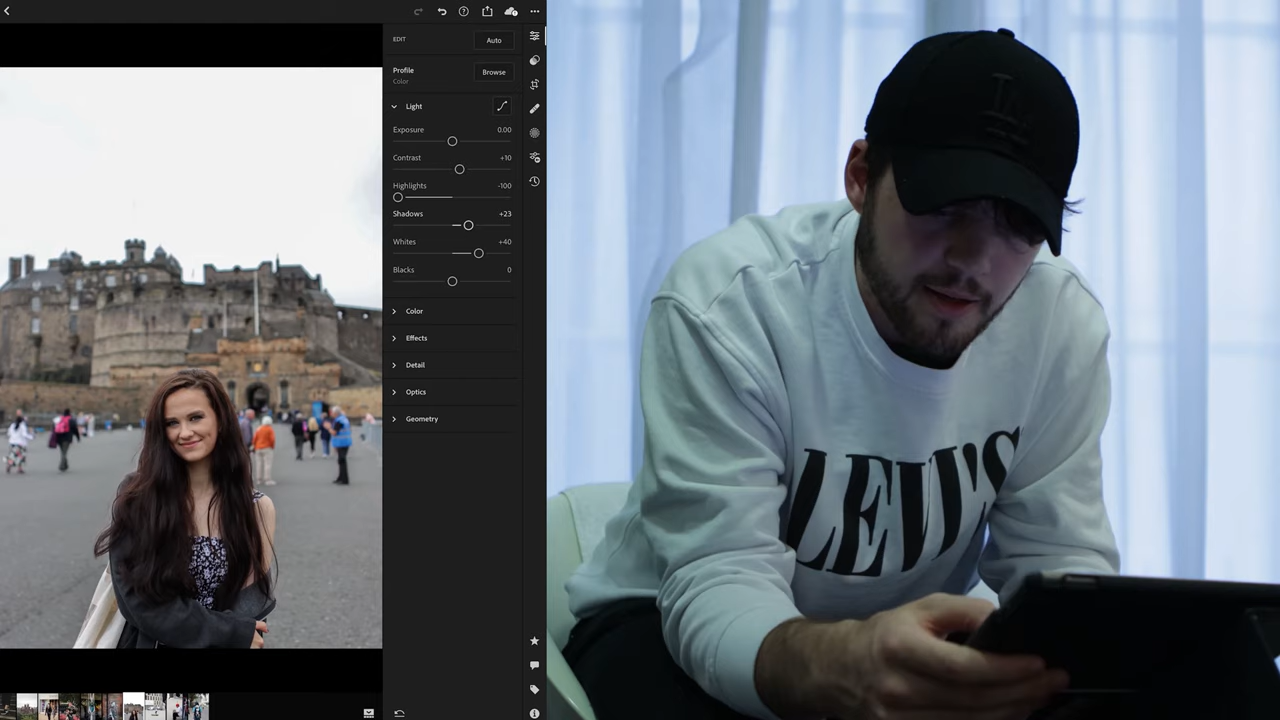 EDIT
Auto
Profile
Color
Browse
Light
Exposure 0.00
Contrast +10
Highlights -100
Shadows +23
Whites +40
Blacks 0
Color
Effects
Detail
Optics
Geometry
LEVI'S